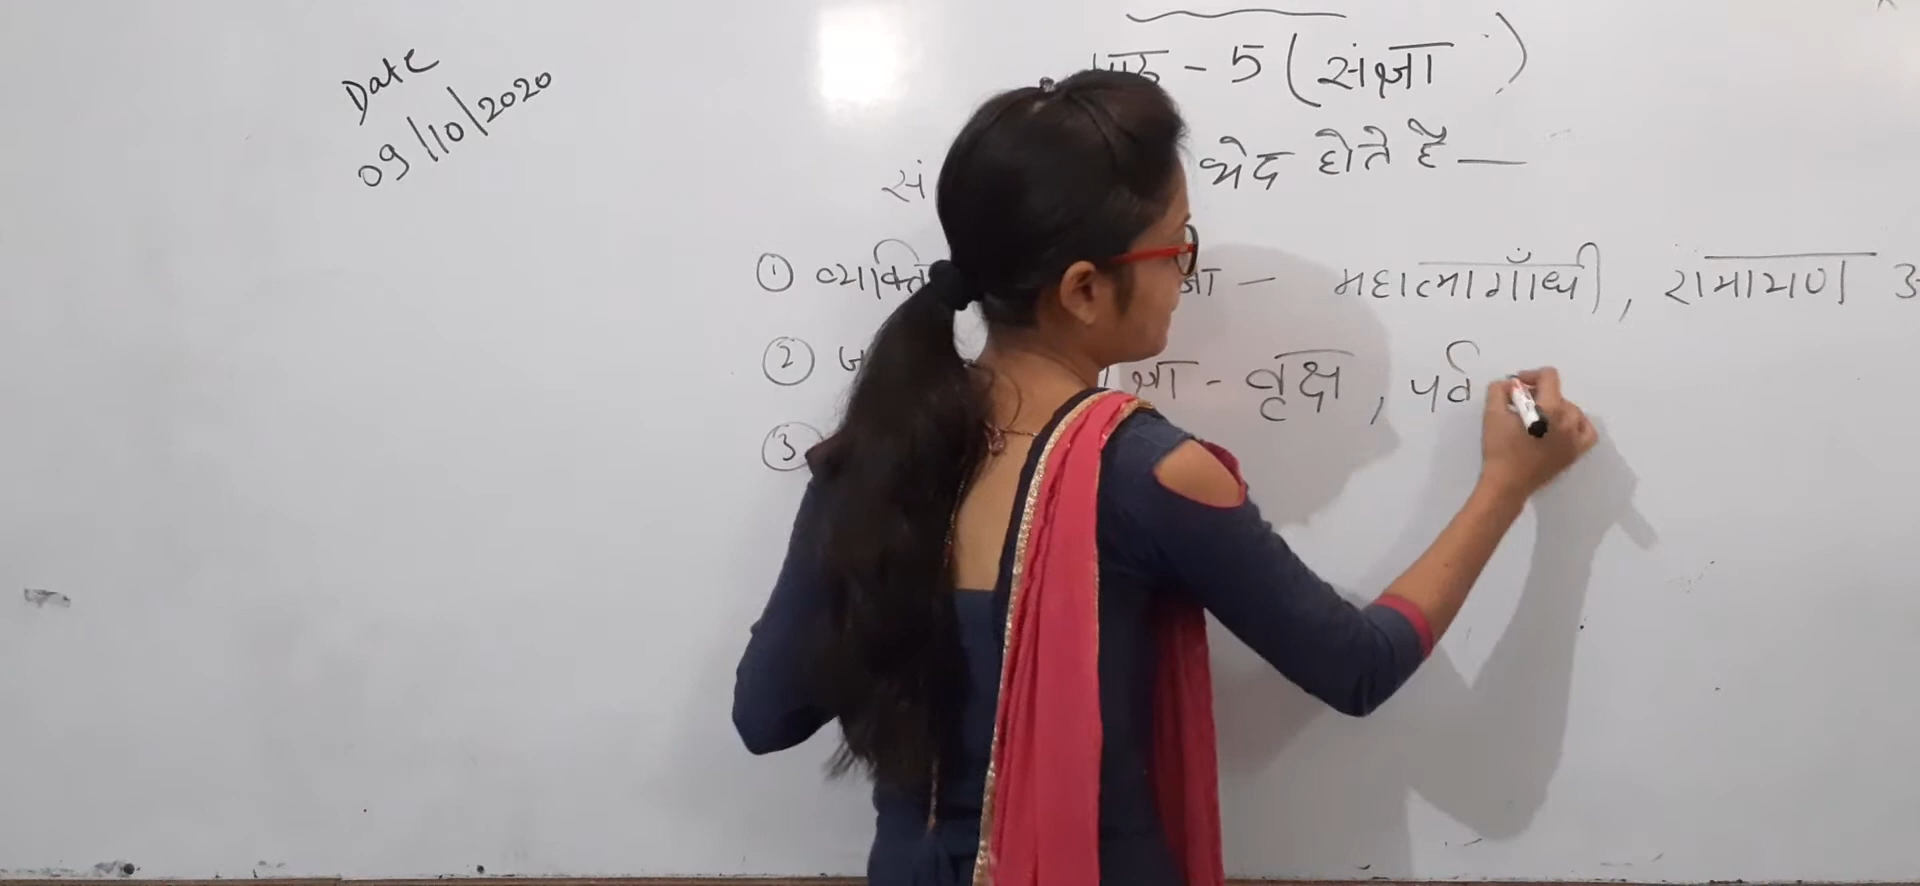 Date
09/10/2020
- 5 (संज्ञा )
सं भेद होते है —
① व्यक्ति — महात्मागाँधी, रामायण
② ज - वृक्ष, पर्व
③